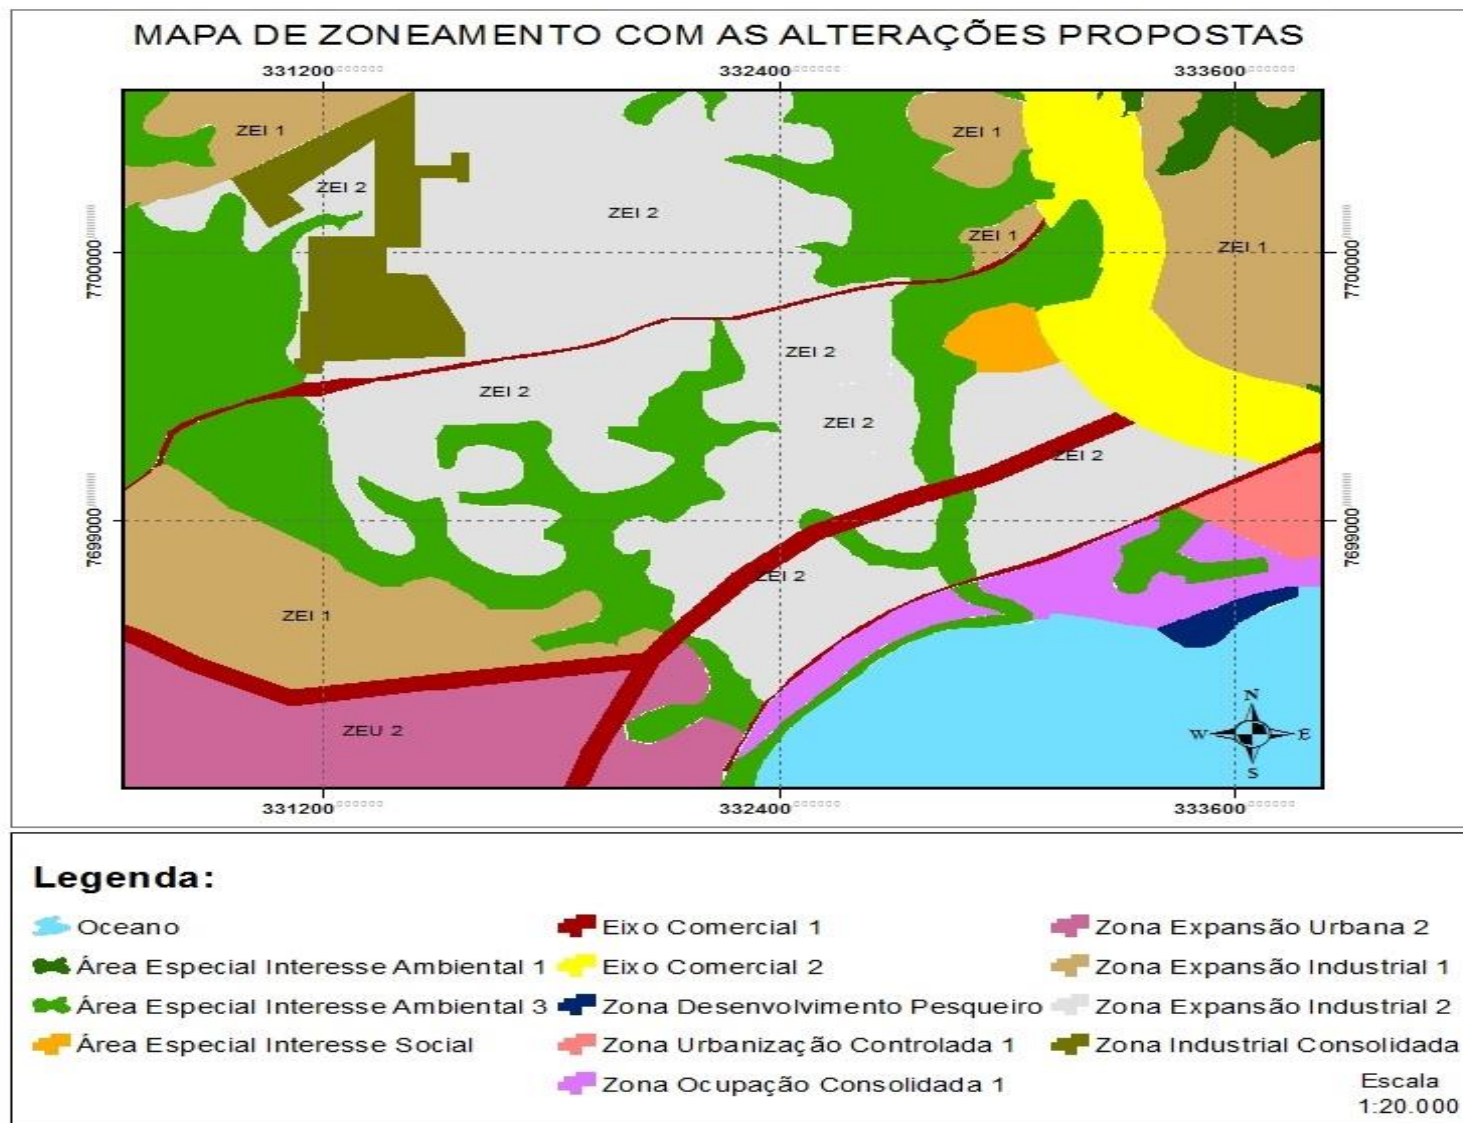 MAPA DE ZONEAMENTO COM AS ALTERAÇÕES PROPOSTAS
331200 332400 333600
ZEI 1
ZEI 1
ZEI 2
ZEI 2
ZEI 1
ZEI 1
7700000 7700000
ZEI 2
ZEI 2
ZEI 2
ZEI 2
7699000 7699000
ZEI 2
ZEI 1
ZEU 2
N
W E
S
331200 332400 333600
Legenda:
Oceano
Área Especial Interesse Ambiental 1
Área Especial Interesse Ambiental 3
Área Especial Interesse Social
Eixo Comercial 1
Eixo Comercial 2
Zona Desenvolvimento Pesqueiro
Zona Urbanização Controlada 1
Zona Ocupação Consolidada 1
Zona Expansão Urbana 2
Zona Expansão Industrial 1
Zona Expansão Industrial 2
Zona Industrial Consolidada
Escala
1:20.000